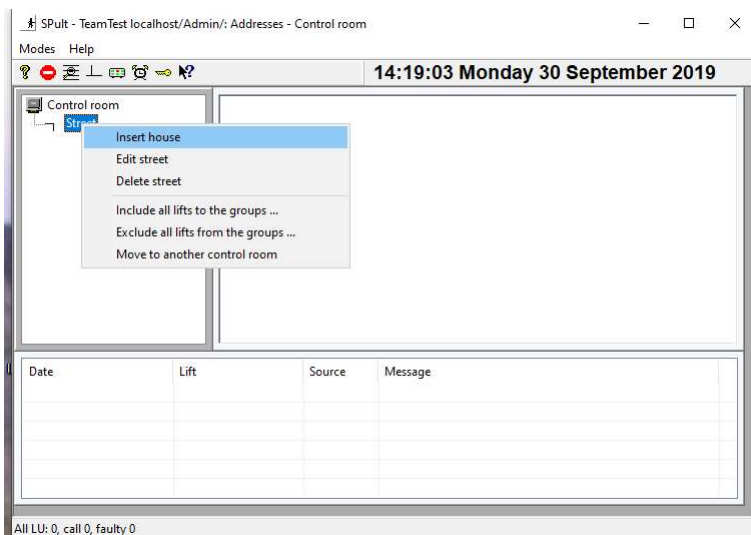 SPult - TeamTest localhost/Admin/: Addresses - Control room
Modes Help
14:19:03 Monday 30 September 2019
Control room
Street
Insert house
Edit street
Delete street
Include all lifts to the groups ...
Exclude all lifts from the groups ...
Move to another control room
Date Lift Source Message
All LU: 0, call 0, faulty 0